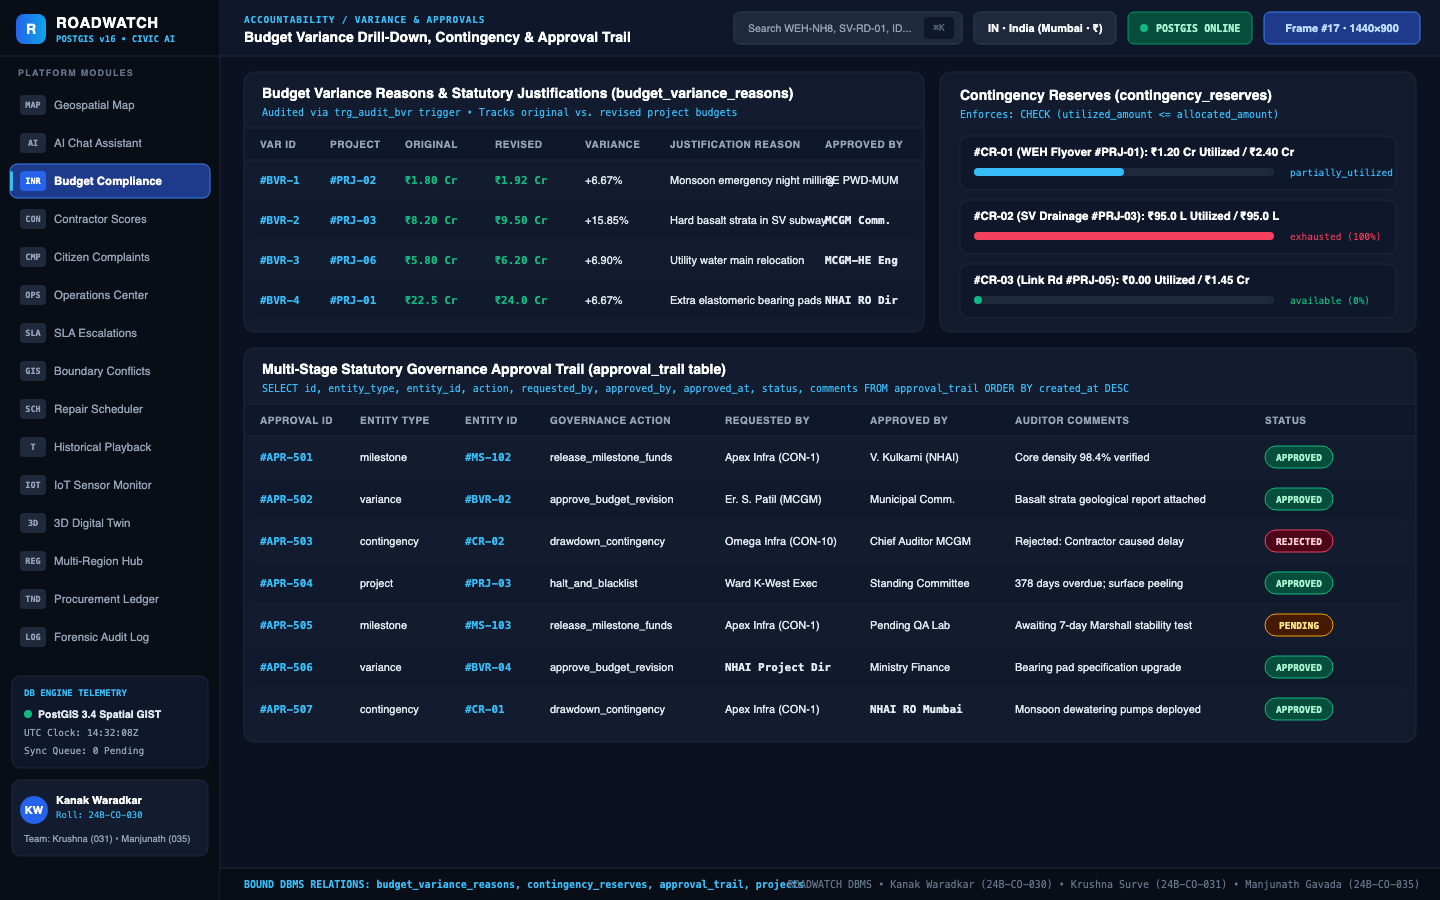 R
ROADWATCH
POSTGIS v16 • CIVIC AI
PLATFORM MODULES
MAP Geospatial Map
AI AI Chat Assistant
INR Budget Compliance
CON Contractor Scores
CMP Citizen Complaints
OPS Operations Center
SLA SLA Escalations
GIS Boundary Conflicts
SCH Repair Scheduler
T Historical Playback
IOT IoT Sensor Monitor
3D 3D Digital Twin
REG Multi-Region Hub
TND Procurement Ledger
LOG Forensic Audit Log
DB ENGINE TELEMETRY
PostGIS 3.4 Spatial GIST
UTC Clock: 14:32:08Z
Sync Queue: 0 Pending
KW
Kanak Waradkar
Roll: 24B-CO-030
Team: Krushna (031) • Manjunath (035)
ACCOUNTABILITY / VARIANCE & APPROVALS
Budget Variance Drill-Down, Contingency & Approval Trail
Search WEH-NH8, SV-RD-01, ID... ⌘K
IN • India (Mumbai • ₹)
POSTGIS ONLINE
Frame #17 • 1440×900
Budget Variance Reasons & Statutory Justifications (budget_variance_reasons)
Audited via trg_audit_bvr trigger • Tracks original vs. revised project budgets
VAR ID PROJECT ORIGINAL REVISED VARIANCE JUSTIFICATION REASON APPROVED BY
#BVR-1 #PRJ-02 ₹1.80 Cr ₹1.92 Cr +6.67% Monsoon emergency night milling SE PWD-MUM
#BVR-2 #PRJ-03 ₹8.20 Cr ₹9.50 Cr +15.85% Hard basalt strata in SV subway MCGM Comm.
#BVR-3 #PRJ-06 ₹5.80 Cr ₹6.20 Cr +6.90% Utility water main relocation MCGM-HE Eng
#BVR-4 #PRJ-01 ₹22.5 Cr ₹24.0 Cr +6.67% Extra elastomeric bearing pads NHAI RO Dir
Contingency Reserves (contingency_reserves)
Enforces: CHECK (utilized_amount <= allocated_amount)
#CR-01 (WEH Flyover #PRJ-01): ₹1.20 Cr Utilized / ₹2.40 Cr
partially_utilized
#CR-02 (SV Drainage #PRJ-03): ₹95.0 L Utilized / ₹95.0 L
exhausted (100%)
#CR-03 (Link Rd #PRJ-05): ₹0.00 Utilized / ₹1.45 Cr
available (0%)
Multi-Stage Statutory Governance Approval Trail (approval_trail table)
SELECT id, entity_type, entity_id, action, requested_by, approved_by, approved_at, status, comments FROM approval_trail ORDER BY created_at DESC
APPROVAL ID ENTITY TYPE ENTITY ID GOVERNANCE ACTION REQUESTED BY APPROVED BY AUDITOR COMMENTS STATUS
#APR-501 milestone #MS-102 release_milestone_funds Apex Infra (CON-1) V. Kulkarni (NHAI) Core density 98.4% verified APPROVED
#APR-502 variance #BVR-02 approve_budget_revision Er. S. Patil (MCGM) Municipal Comm. Basalt strata geological report attached APPROVED
#APR-503 contingency #CR-02 drawdown_contingency Omega Infra (CON-10) Chief Auditor MCGM Rejected: Contractor caused delay REJECTED
#APR-504 project #PRJ-03 halt_and_blacklist Ward K-West Exec Standing Committee 378 days overdue; surface peeling APPROVED
#APR-505 milestone #MS-103 release_milestone_funds Apex Infra (CON-1) Pending QA Lab Awaiting 7-day Marshall stability test PENDING
#APR-506 variance #BVR-04 approve_budget_revision NHAI Project Dir Ministry Finance Bearing pad specification upgrade APPROVED
#APR-507 contingency #CR-01 drawdown_contingency Apex Infra (CON-1) NHAI RO Mumbai Monsoon dewatering pumps deployed APPROVED
BOUND DBMS RELATIONS: budget_variance_reasons, contingency_reserves, approval_trail, projects
ROADWATCH DBMS • Kanak Waradkar (24B-CO-030) • Krushna Surve (24B-CO-031) • Manjunath Gavada (24B-CO-035)